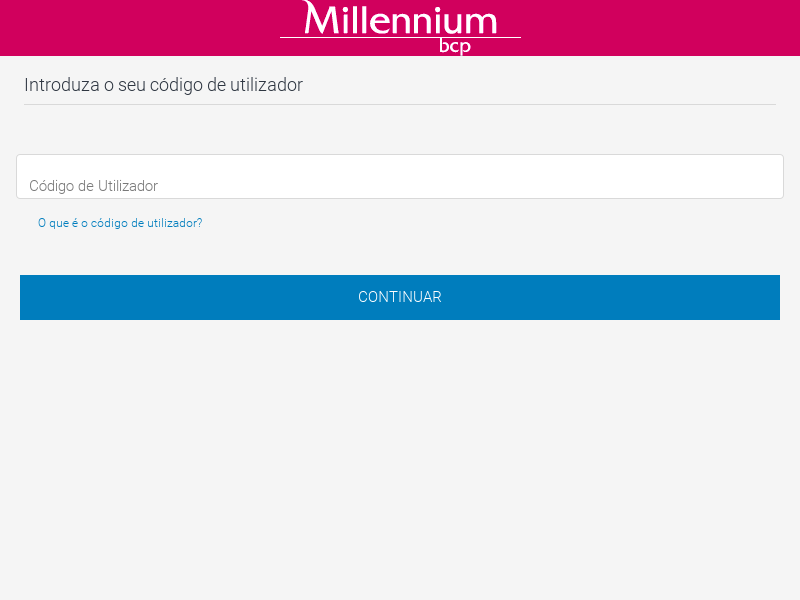 Millennium
bcp
Introduza o seu código de utilizador
Código de Utilizador
O que é o código de utilizador?
CONTINUAR